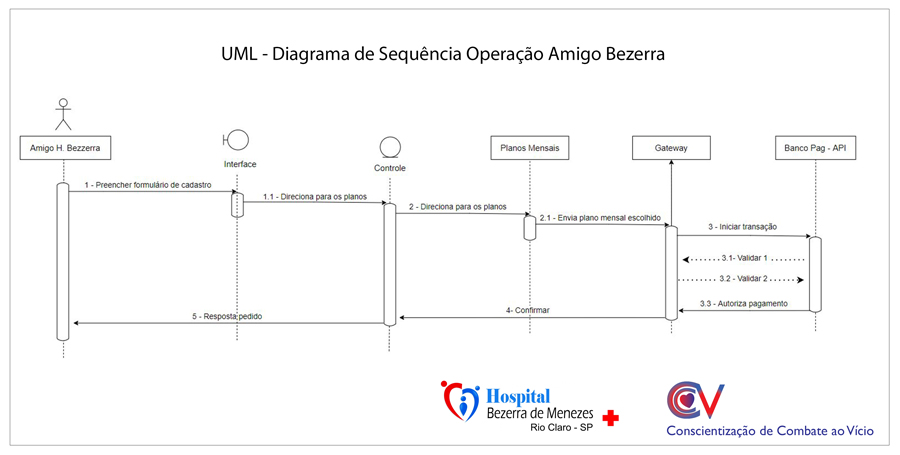 UML - Diagrama de Sequência Operação Amigo Bezerra
Amigo H. Bezzerra
Interface
Controle
Planos Mensais
Gateway
Banco Pag - API
1 - Preencher formulário de cadastro
1.1 - Direciona para os planos
2 - Direciona para os planos
2.1 - Envia plano mensal escolhido
3 - Iniciar transação
3.1- Validar 1
3.2 - Validar 2
3.3 - Autoriza pagamento
4- Confirmar
5 - Resposta pedido
Hospital
Bezerra de Menezes
Rio Claro - SP
CCV
Conscientização de Combate ao Vício